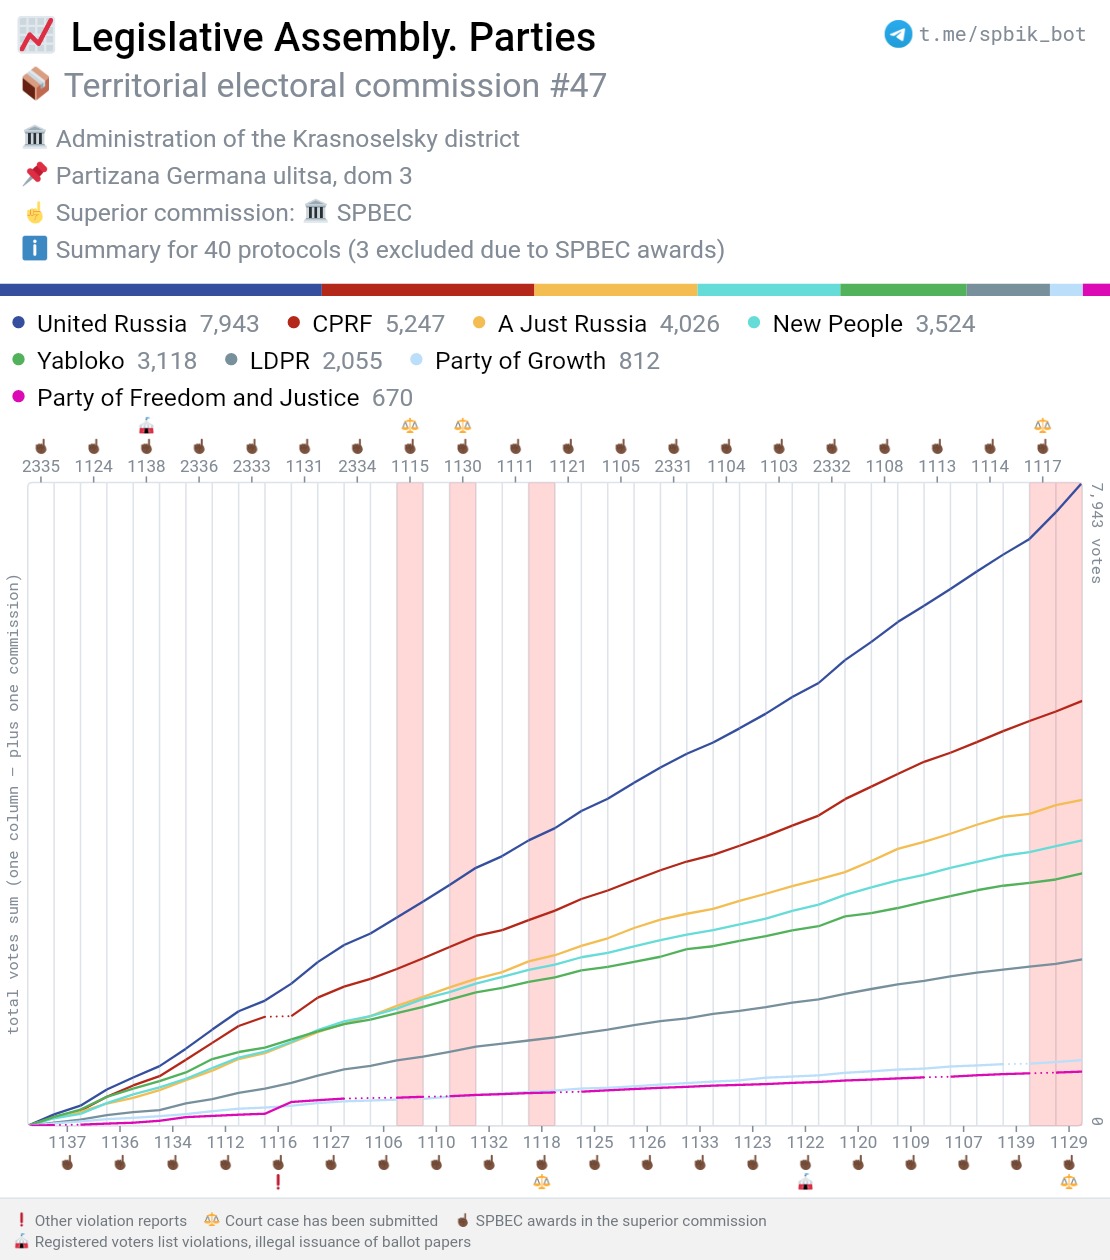 Legislative Assembly. Parties
t.me/spbik_bot
Territorial electoral commission #47
Administration of the Krasnoselsky district
Partizana Germana ulitsa, dom 3
Superior commission: SPBEC
Summary for 40 protocols (3 excluded due to SPBEC awards)
United Russia 7,943 CPRF 5,247 A Just Russia 4,026 New People 3,524
Yabloko 3,118 LDPR 2,055 Party of Growth 812
Party of Freedom and Justice 670
2335 1124 1138 2336 2333 1131 2334 1115 1130 1111 1121 1105 2331 1104 1103 2332 1108 1113 1114 1117
7,943 votes
total votes sum (one column – plus one commission)
0
1137 1136 1134 1112 1116 1127 1106 1110 1132 1118 1125 1126 1133 1123 1122 1120 1109 1107 1139 1129
Other violation reports Court case has been submitted SPBEC awards in the superior commission
Registered voters list violations, illegal issuance of ballot papers